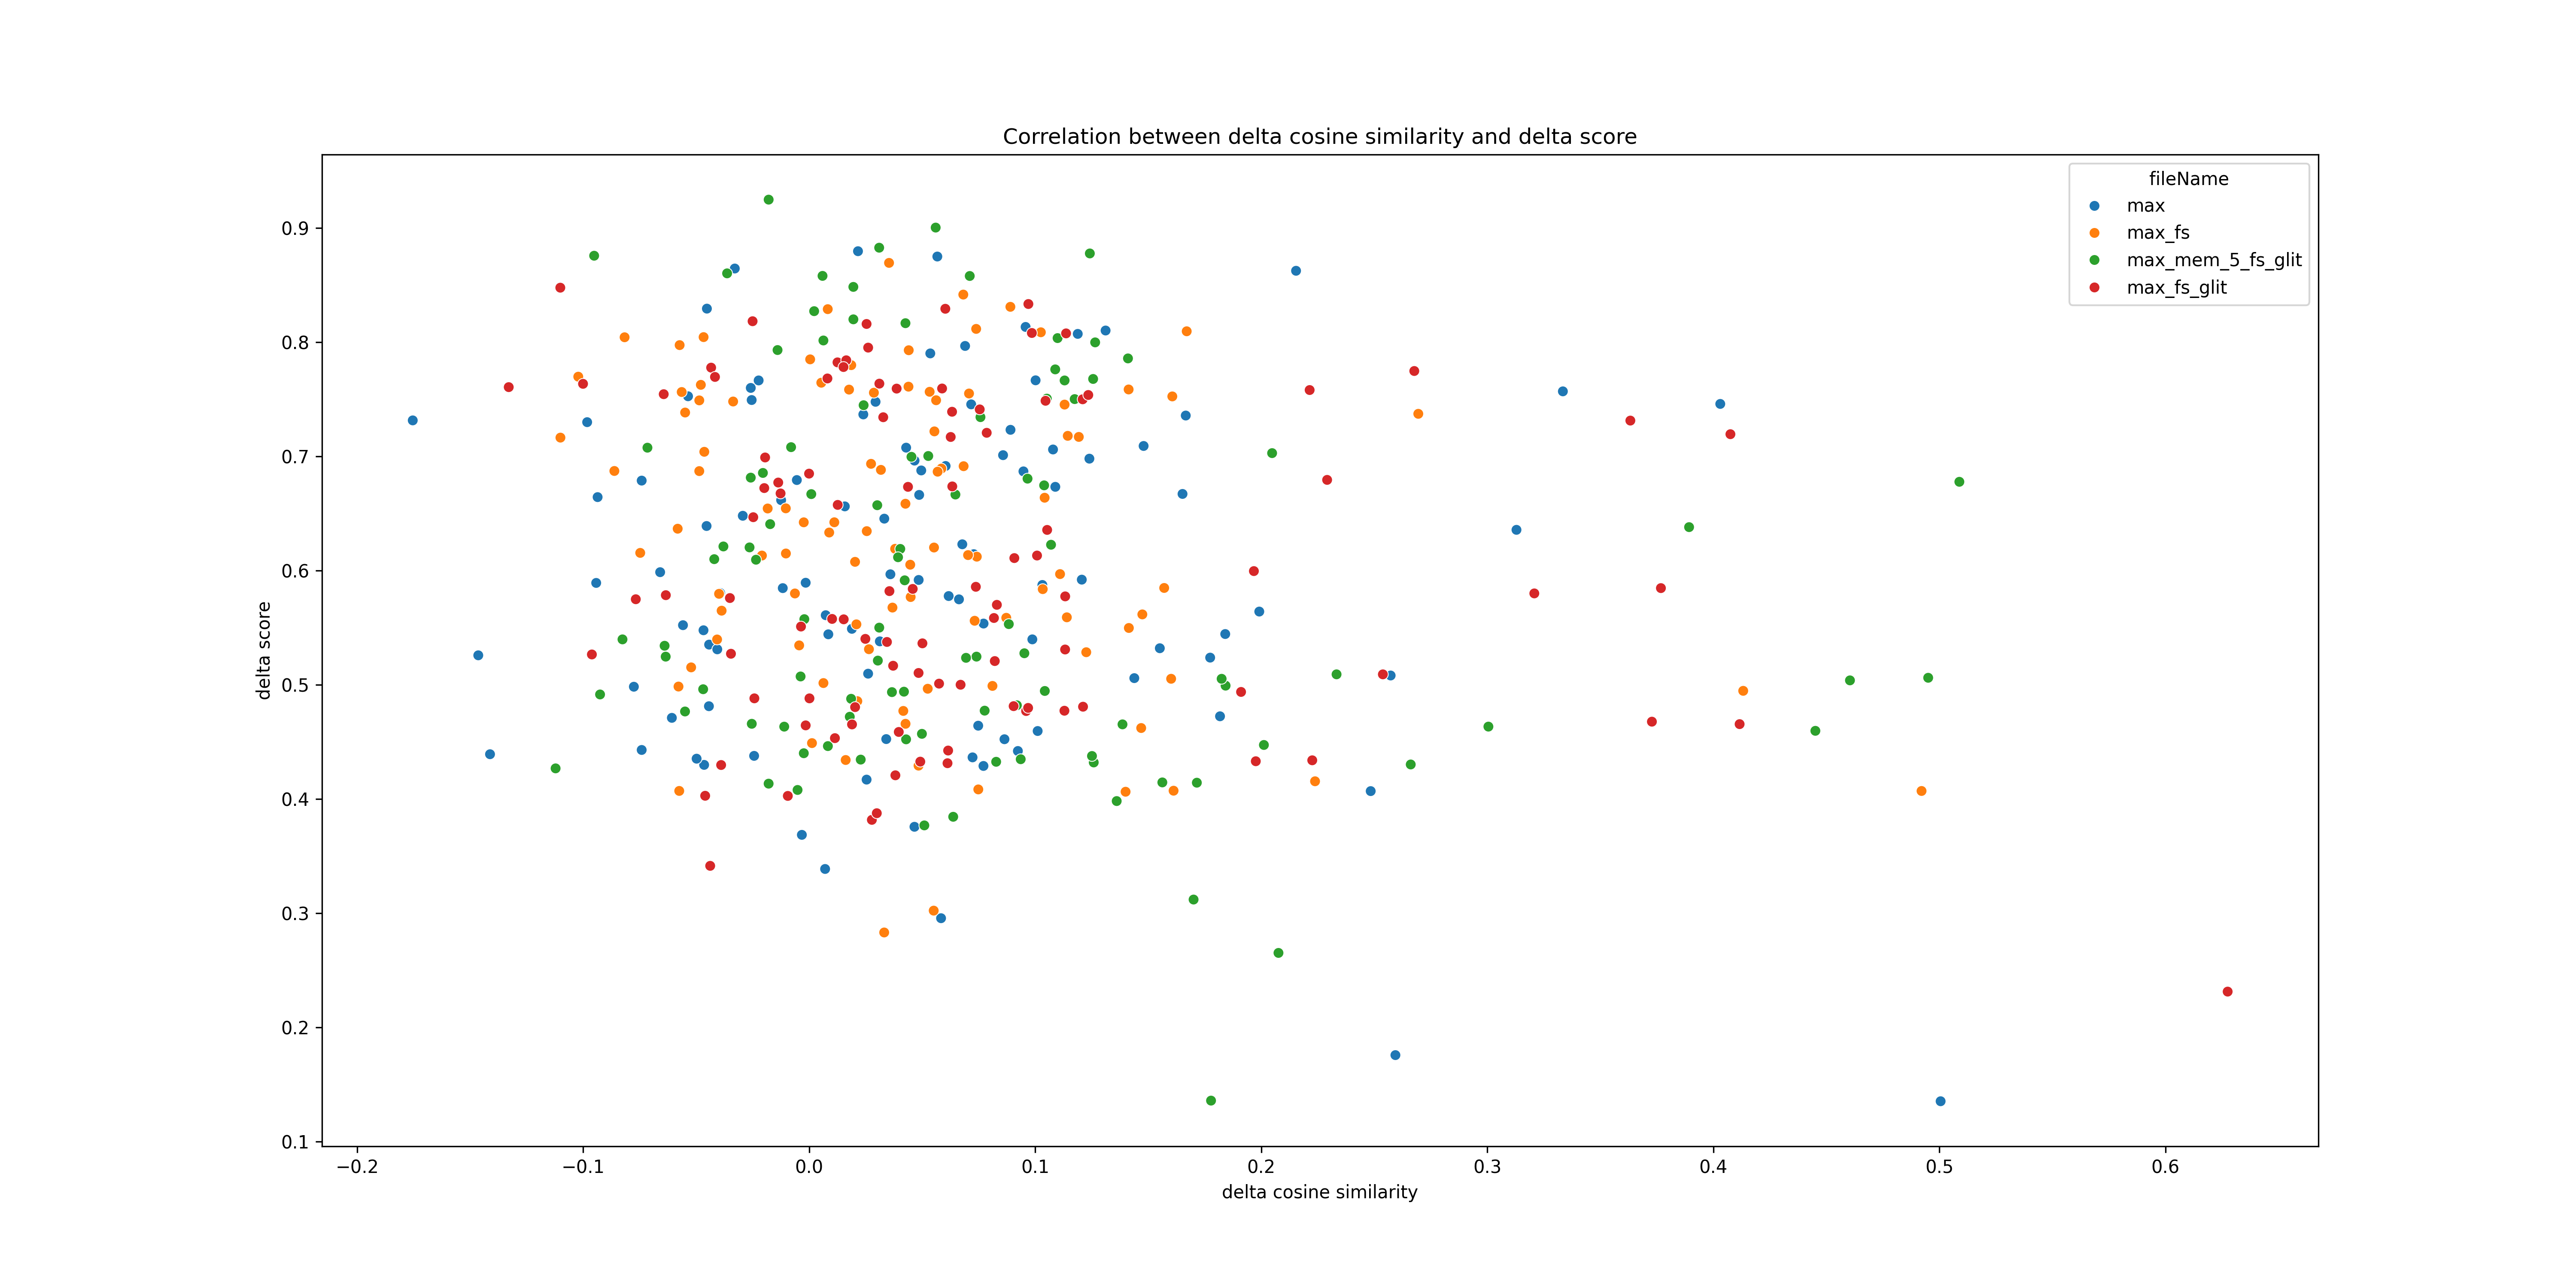 Correlation between delta cosine similarity and delta score
fileName
max
max_fs
max_mem_5_fs_glit
max_fs_glit
delta score
0.9
0.8
0.7
0.6
0.5
0.4
0.3
0.2
0.1
−0.2 −0.1 0.0 0.1 0.2 0.3 0.4 0.5 0.6
delta cosine similarity